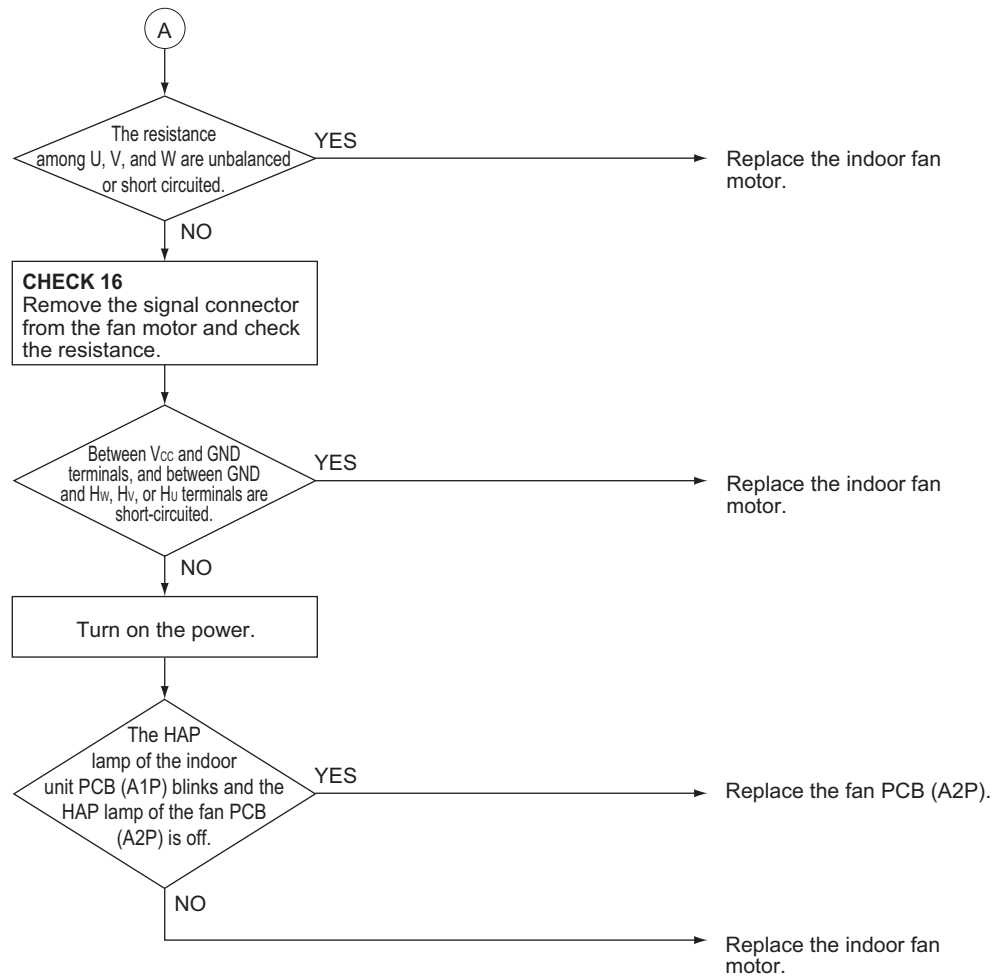 A
The resistance
among U, V, and W are unbalanced
or short circuited.
YES
Replace the indoor fan
motor.
NO
CHECK 16
Remove the signal connector
from the fan motor and check
the resistance.
Between Vcc and GND
terminals, and between GND
and Hw, Hv, or Hu terminals are
short-circuited.
YES
Replace the indoor fan
motor.
NO
Turn on the power.
The HAP
lamp of the indoor
unit PCB (A1P) blinks and the
HAP lamp of the fan PCB
(A2P) is off.
YES
Replace the fan PCB (A2P).
NO
Replace the indoor fan
motor.